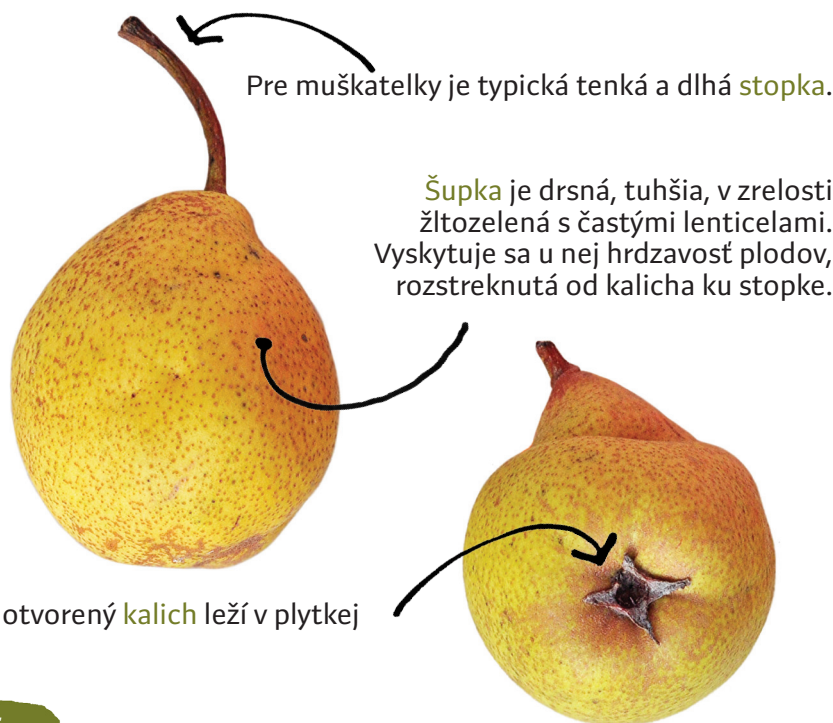 Pre muškatelky je typická tenká a dlhá stopka.
Šupka je drsná, tuhšia, v zrelosti
žltozelená s častými lenticelami.
Vyskytuje sa u nej hrdzavosť plodov,
rozstreknutá od kalicha ku stopke.
otvorený kalich leží v plytkej